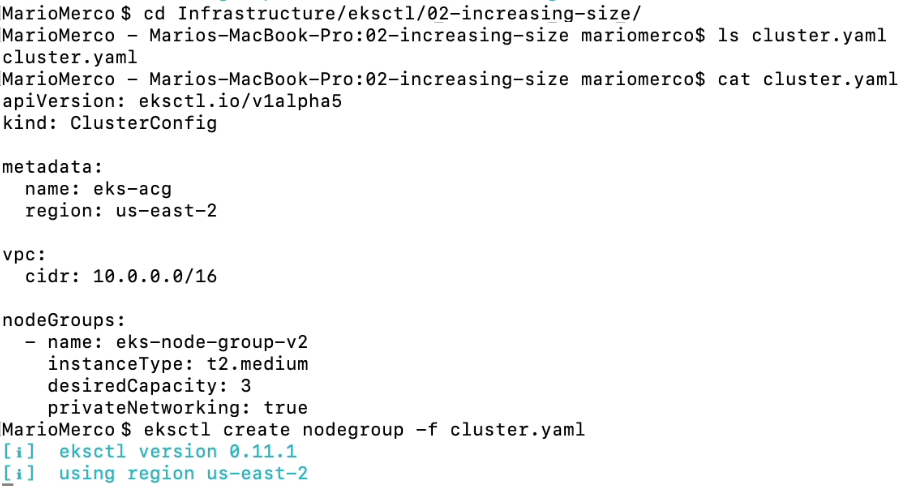 MarioMerco $ cd Infrastructure/eksctl/02-increasing-size/
MarioMerco - Marios-MacBook-Pro:02-increasing-size mariomerco$ ls cluster.yaml
cluster.yaml
MarioMerco - Marios-MacBook-Pro:02-increasing-size mariomerco$ cat cluster.yaml
apiVersion: eksctl.io/v1alpha5
kind: ClusterConfig

metadata:
  name: eks-acg
  region: us-east-2

vpc:
  cidr: 10.0.0.0/16

nodeGroups:
  - name: eks-node-group-v2
    instanceType: t2.medium
    desiredCapacity: 3
    privateNetworking: true
MarioMerco $ eksctl create nodegroup -f cluster.yaml
[ℹ]  eksctl version 0.11.1
[ℹ]  using region us-east-2